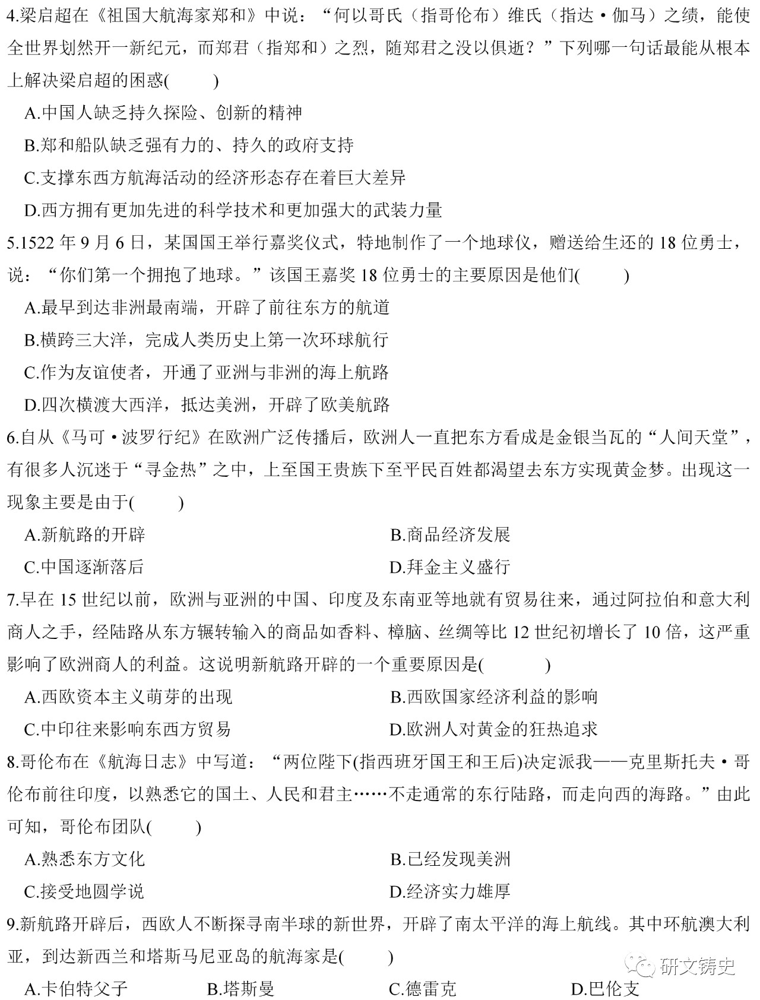 4.梁启超在《祖国大航海家郑和》中说：“何以哥氏（指哥伦布）维氏（指达·伽马）之绩，能使
全世界划然开一新纪元，而郑君（指郑和）之烈，随郑君之没以俱逝？”下列哪一句话最能从根本
上解决梁启超的困惑(　　)
A.中国人缺乏持久探险、创新的精神
B.郑和船队缺乏强有力的、持久的政府支持
C.支撑东西方航海活动的经济形态存在着巨大差异
D.西方拥有更加先进的科学技术和更加强大的武装力量
5.1522 年 9 月 6 日，某国国王举行嘉奖仪式，特地制作了一个地球仪，赠送给生还的 18 位勇士，
说：“你们第一个拥抱了地球。”该国王嘉奖 18 位勇士的主要原因是他们(　　)
A.最早到达非洲最南端，开辟了前往东方的航道
B.横跨三大洋，完成人类历史上第一次环球航行
C.作为友谊使者，开通了亚洲与非洲的海上航路
D.四次横渡大西洋，抵达美洲，开辟了欧美航路
6.自从《马可·波罗行纪》在欧洲广泛传播后，欧洲人一直把东方看成是金银当瓦的“人间天堂”，
有很多人沉迷于“寻金热”之中，上至国王贵族下至平民百姓都渴望去东方实现黄金梦。出现这一
现象主要是由于(　　)
A.新航路的开辟　　B.商品经济发展
C.中国逐渐落后　　D.拜金主义盛行
7.早在 15 世纪以前，欧洲与亚洲的中国、印度及东南亚等地就有贸易往来，通过阿拉伯和意大利
商人之手，经陆路从东方辗转输入的商品如香料、樟脑、丝绸等比 12 世纪初增长了 10 倍，这严重
影响了欧洲商人的利益。这说明新航路开辟的一个重要原因是(　　)
A.西欧资本主义萌芽的出现　　B.西欧国家经济利益的影响
C.中印往来影响东西方贸易　　D.欧洲人对黄金的狂热追求
8.哥伦布在《航海日志》中写道：“两位陛下(指西班牙国王和王后)决定派我——克里斯托夫·哥
伦布前往印度，以熟悉它的国土、人民和君主……不走通常的东行陆路，而走向西的海路。”由此
可知，哥伦布团队(　　)
A.熟悉东方文化　　B.已经发现美洲
C.接受地圆学说　　D.经济实力雄厚
9.新航路开辟后，西欧人不断探寻南半球的新世界，开辟了南太平洋的海上航线。其中环航澳大利
亚，到达新西兰和塔斯马尼亚岛的航海家是(　　)
A.卡伯特父子　　B.塔斯曼　　C.德雷克　　D.巴伦支
研文铸史